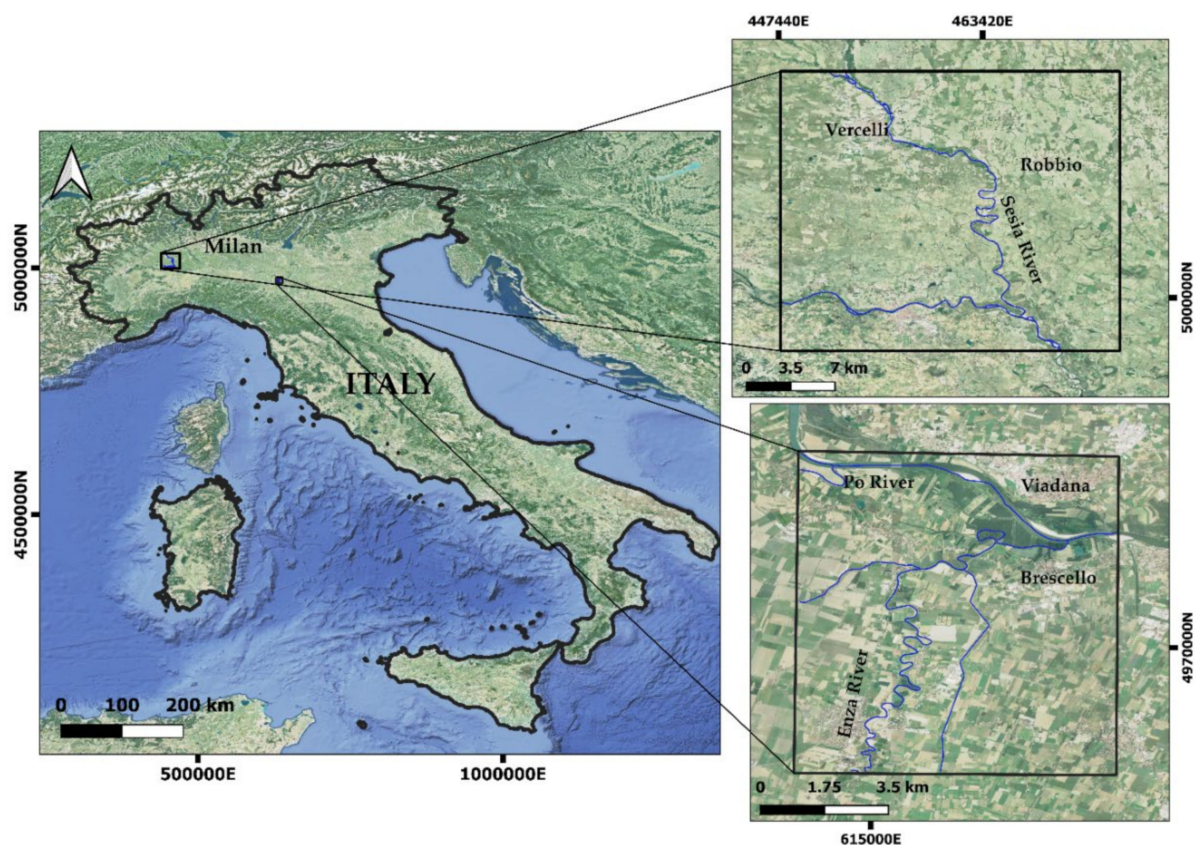 447440E
463420E
Vercelli
Robbio
Sesia River
5000000N
0 3.5 7 km
Milan
ITALY
5000000N
4500000N
0 100 200 km
500000E
1000000E
Po River
Viadana
Brescello
Enza River
4970000N
0 1.75 3.5 km
615000E